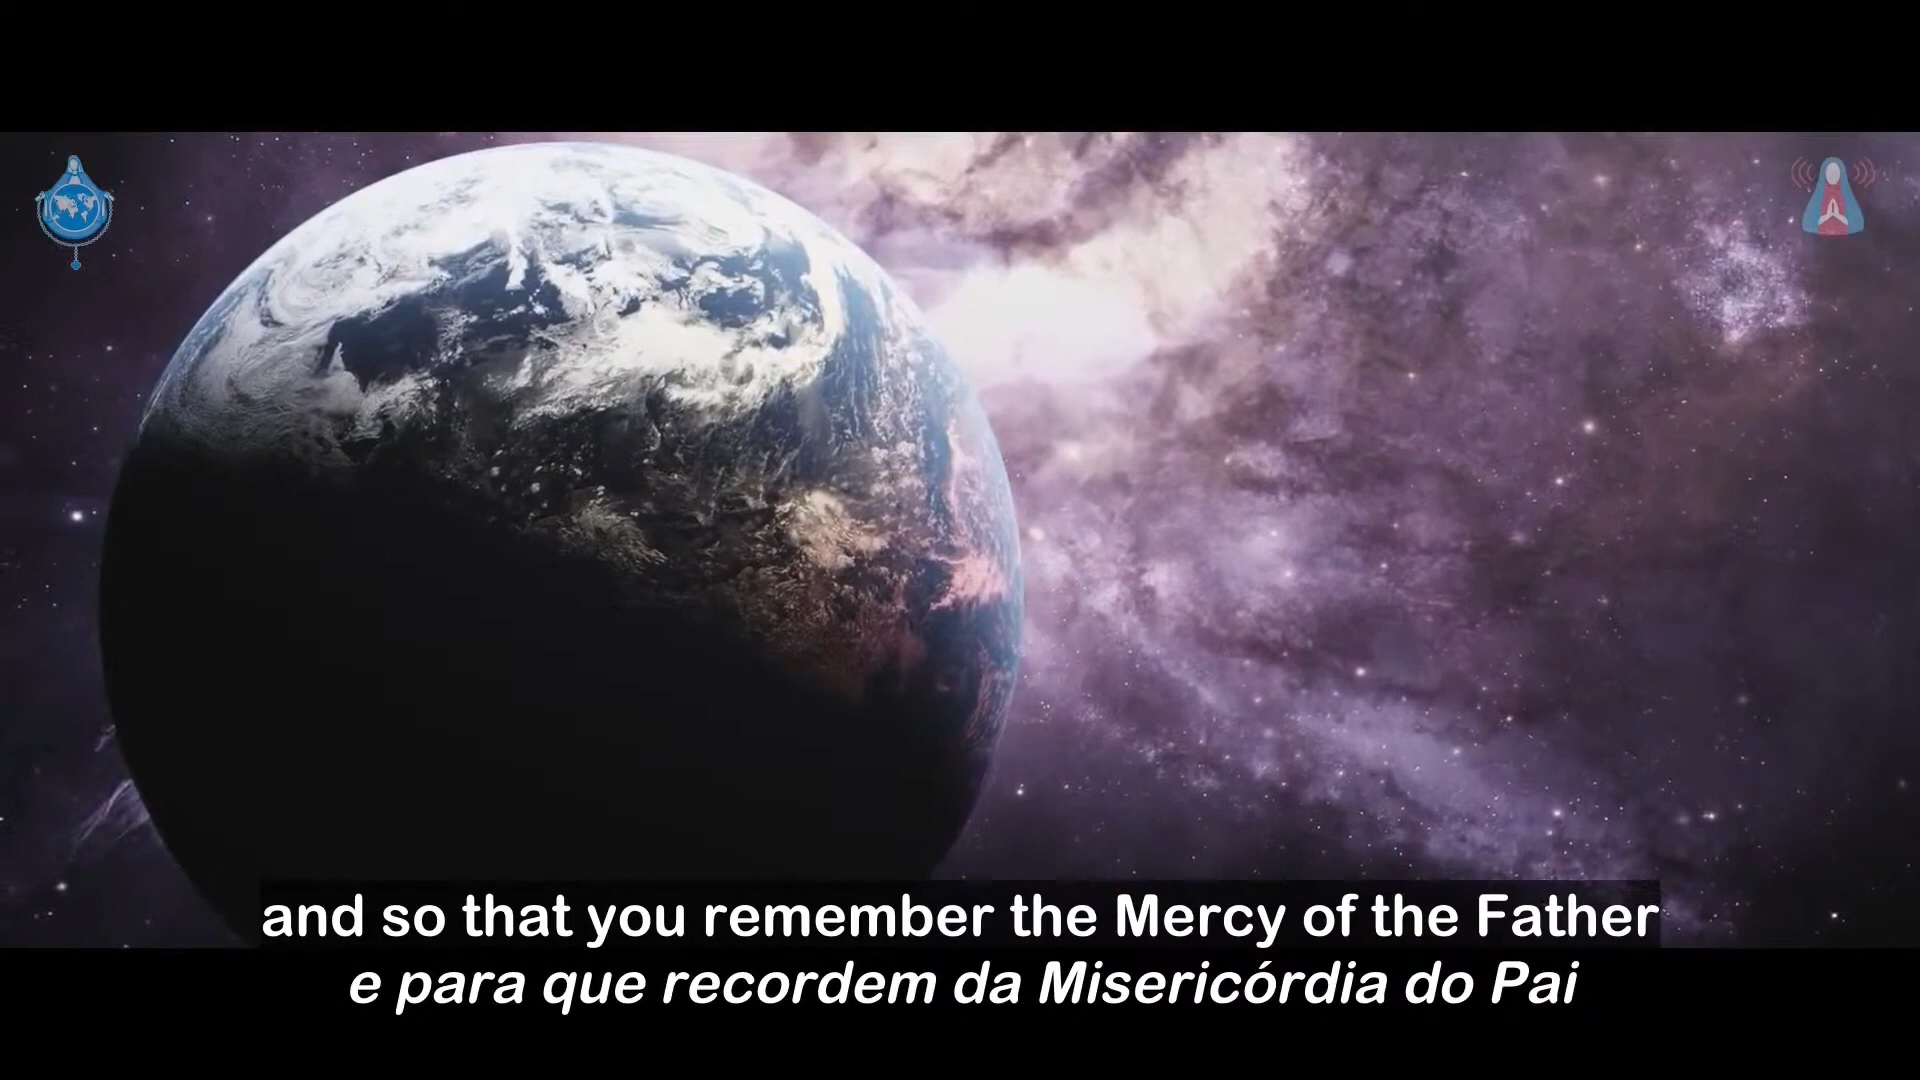 and so that you remember the Mercy of the Father
e para que recordem da Misericórdia do Pai